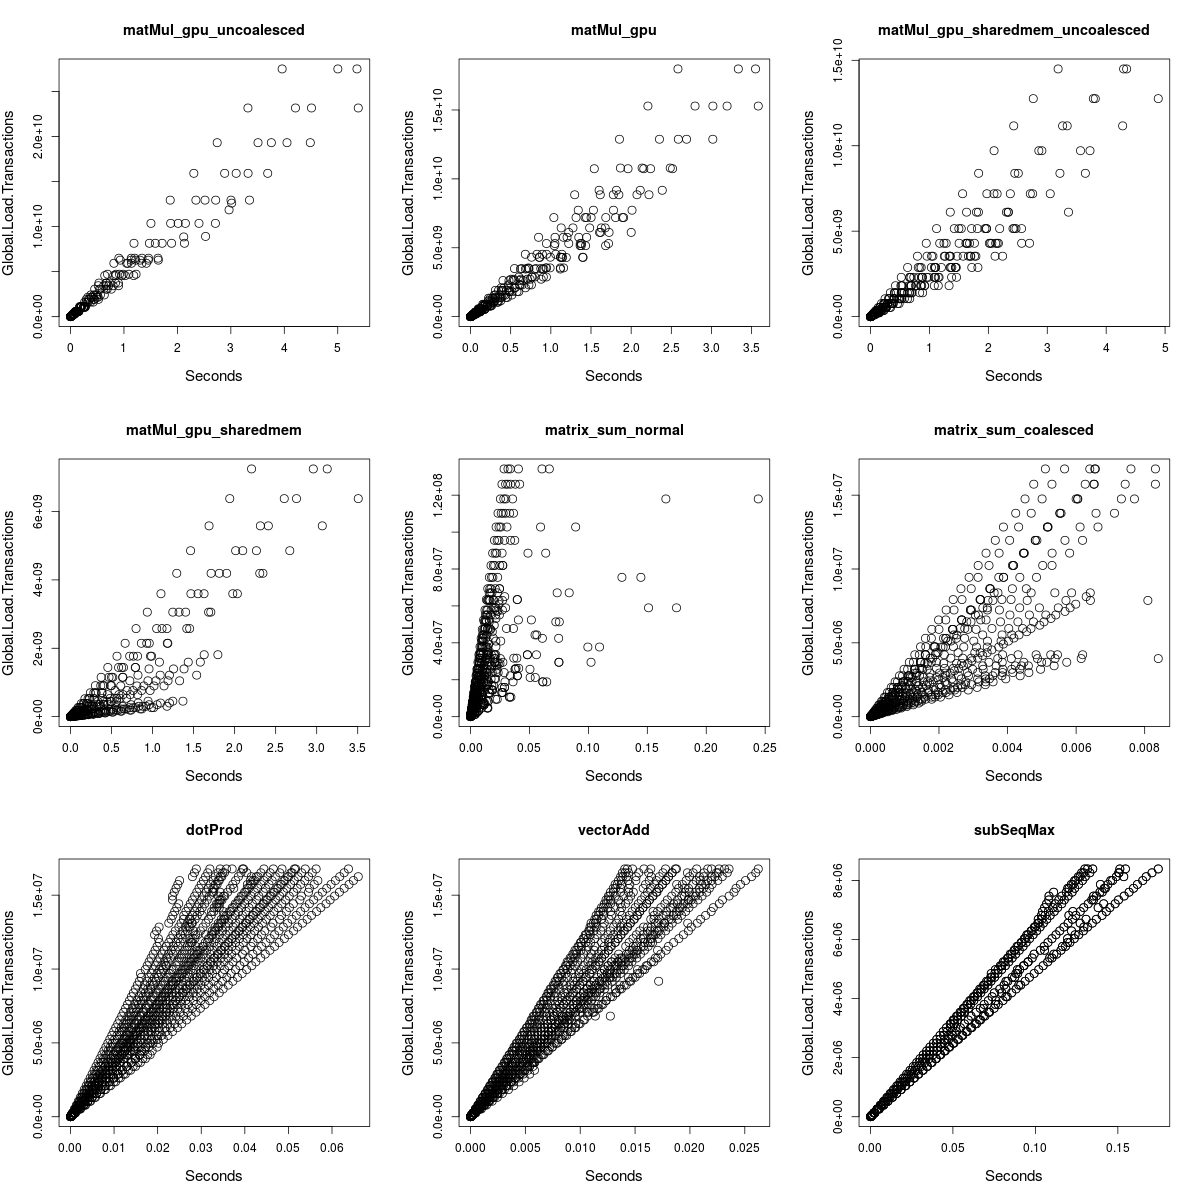 matMul_gpu_uncoalesced
Global.Load.Transactions
0.0e+00 1.0e+10 2.0e+10
0 1 2 3 4 5
Seconds
matMul_gpu
Global.Load.Transactions
0.0e+00 5.0e+09 1.0e+10 1.5e+10
0.0 0.5 1.0 1.5 2.0 2.5 3.0 3.5
Seconds
matMul_gpu_sharedmem_uncoalesced
Global.Load.Transactions
0.0e+00 5.0e+09 1.0e+10 1.5e+10
0 1 2 3 4 5
Seconds
matMul_gpu_sharedmem
Global.Load.Transactions
0e+00 2e+09 4e+09 6e+09
0.0 0.5 1.0 1.5 2.0 2.5 3.0 3.5
Seconds
matrix_sum_normal
Global.Load.Transactions
0.0e+00 4.0e+07 8.0e+07 1.2e+08
0.00 0.05 0.10 0.15 0.20 0.25
Seconds
matrix_sum_coalesced
Global.Load.Transactions
0.0e+00 5.0e+06 1.0e+07 1.5e+07
0.000 0.002 0.004 0.006 0.008
Seconds
dotProd
Global.Load.Transactions
0.0e+00 5.0e+06 1.0e+07 1.5e+07
0.00 0.01 0.02 0.03 0.04 0.05 0.06
Seconds
vectorAdd
Global.Load.Transactions
0.0e+00 5.0e+06 1.0e+07 1.5e+07
0.000 0.005 0.010 0.015 0.020 0.025
Seconds
subSeqMax
Global.Load.Transactions
0e+00 2e+06 4e+06 6e+06 8e+06
0.00 0.05 0.10 0.15
Seconds